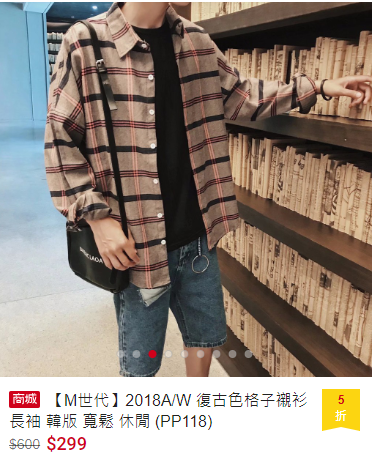 商城 【M世代】2018A/W 復古色格子襯衫
長袖 韓版 寬鬆 休閒 (PP118)
$600 $299
5
折